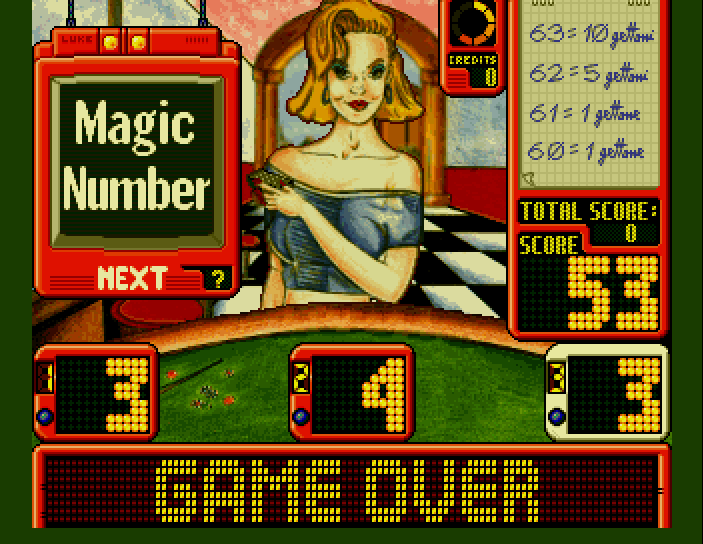 LUKE
Magic
Number
NEXT ?
CREDITS
0
63=10 gettoni
62=5 gettoni
61=1 gettone
60=1 gettone
TOTAL SCORE:
0
SCORE
53
1 3
2 4
3 3
GAME OVER